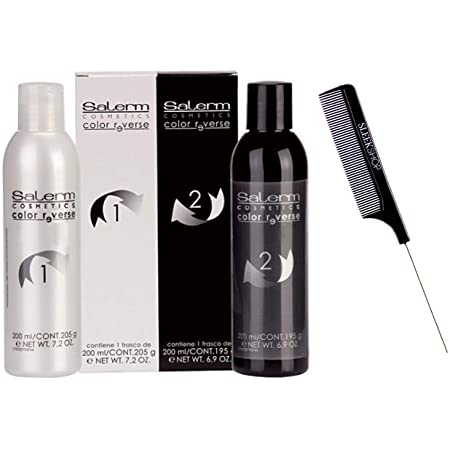 Salerm
COSMETICS
color reverse
1
200 ml/CONT.205 g
e NET WT. 7,2 OZ.
Salerm
COSMETICS
color reverse
1
contiene 1 frasco de
200 ml/CONT.205 g
e NET WT. 7,2 OZ.
Salerm
COSMETICS
color reverse
2
contiene 1 frasco de
200 ml/CONT.195 g
e NET WT. 6,9 OZ.
Salerm
COSMETICS
color reverse
2
200 ml/CONT.195 g
e NET WT. 6,9 OZ.
SLEEKSHOP